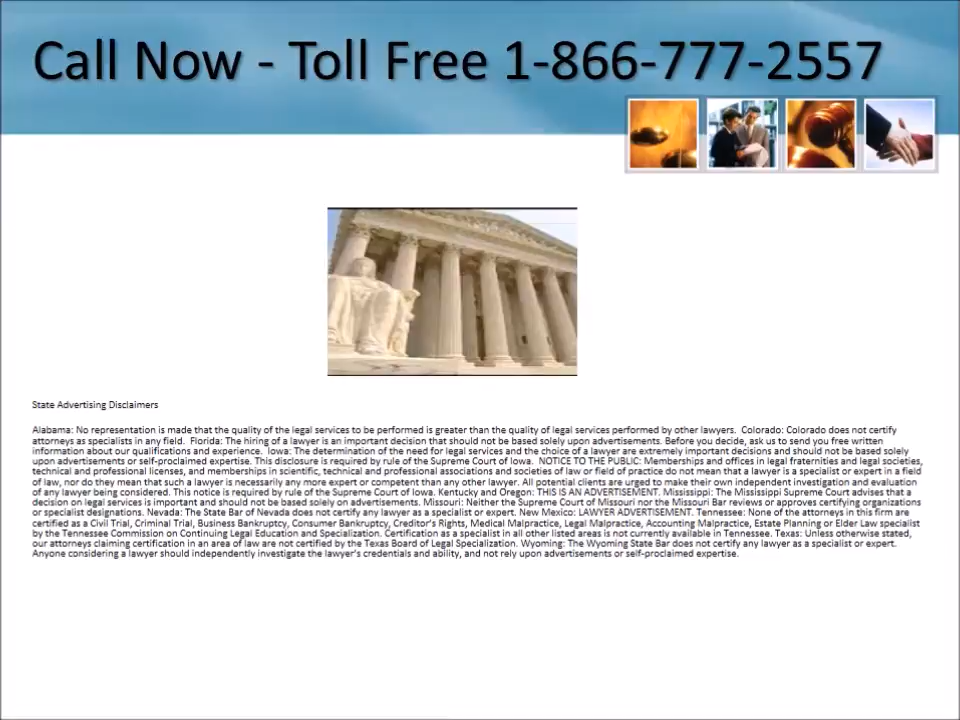 Call Now - Toll Free 1-866-777-2557
State Advertising Disclaimers
Alabama: No representation is made that the quality of the legal services to be performed is greater than the quality of legal services performed by other lawyers.  Colorado: Colorado does not certify
attorneys as specialists in any field.  Florida: The hiring of a lawyer is an important decision that should not be based solely upon advertisements. Before you decide, ask us to send you free written
information about our qualifications and experience.  Iowa: The determination of the need for legal services and the choice of a lawyer are extremely important decisions and should not be based solely
upon advertisements or self-proclaimed expertise. This disclosure is required by rule of the Supreme Court of Iowa.  NOTICE TO THE PUBLIC: Memberships and offices in legal fraternities and legal societies,
technical and professional licenses, and memberships in scientific, technical and professional associations and societies of law or field of practice do not mean that a lawyer is a specialist or expert in a field
of law, nor do they mean that such a lawyer is necessarily any more expert or competent than any other lawyer. All potential clients are urged to make their own independent investigation and evaluation
of any lawyer being considered. This notice is required by rule of the Supreme Court of Iowa. Kentucky and Oregon: THIS IS AN ADVERTISEMENT. Mississippi: The Mississippi Supreme Court advises that a
decision on legal services is important and should not be based solely on advertisements. Missouri: Neither the Supreme Court of Missouri nor the Missouri Bar reviews or approves certifying organizations
or specialist designations. Nevada: The State Bar of Nevada does not certify any lawyer as a specialist or expert. New Mexico: LAWYER ADVERTISEMENT. Tennessee: None of the attorneys in this firm are
certified as a Civil Trial, Criminal Trial, Business Bankruptcy, Consumer Bankruptcy, Creditor's Rights, Medical Malpractice, Legal Malpractice, Accounting Malpractice, Estate Planning or Elder Law specialist
by the Tennessee Commission on Continuing Legal Education and Specialization. Certification as a specialist in all other listed areas is not currently available in Tennessee. Texas: Unless otherwise stated,
our attorneys claiming certification in an area of law are not certified by the Texas Board of Legal Specialization. Wyoming: The Wyoming State Bar does not certify any lawyer as a specialist or expert.
Anyone considering a lawyer should independently investigate the lawyer's credentials and ability, and not rely upon advertisements or self-proclaimed expertise.